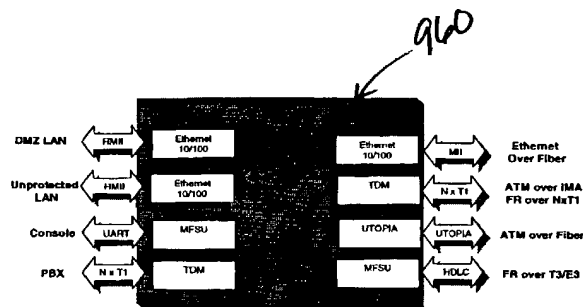 960
DMZ LAN RMII Ethernet 10/100
Unprotected LAN RMII Ethernet 10/100
Console UART MFSU
PBX N x T1 TDM
Ethernet 10/100 MII Ethernet Over Fiber
TDM N x T1 ATM over IMA FR over NxT1
UTOPIA UTOPIA ATM over Fiber
MFSU HDLC FR over T3/E3